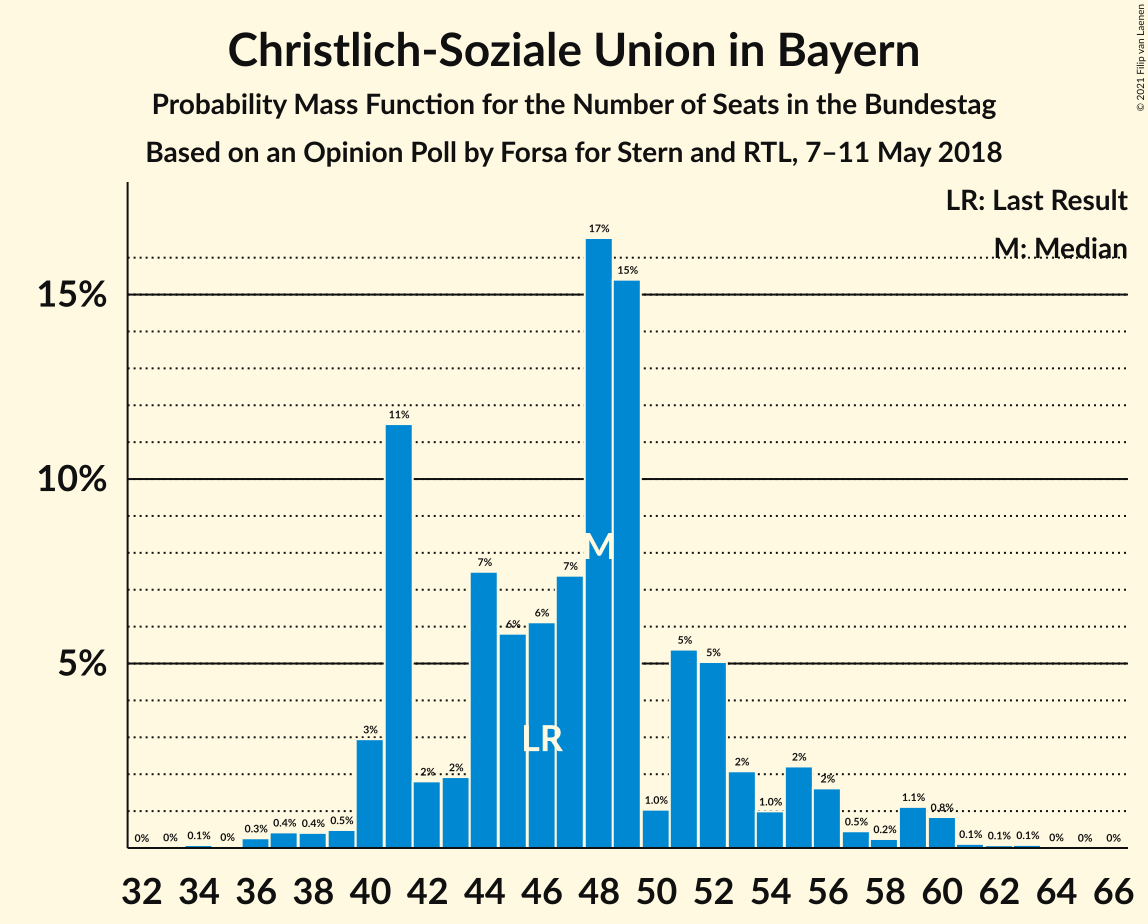 Christlich-Soziale Union in Bayern
Probability Mass Function for the Number of Seats in the Bundestag
Based on an Opinion Poll by Forsa for Stern and RTL, 7–11 May 2018
© 2021 Filip van Laenen
LR: Last Result
M: Median
15%
10%
5%
0% 0% 0.1% 0% 0.3% 0.4% 0.4% 0.5% 3% 11% 2% 2% 7% 6% 6% 7% 17% 15% 1.0% 5% 5% 2% 1.0% 2% 2% 0.5% 0.2% 1.1% 0.8% 0.1% 0.1% 0.1% 0% 0% 0%
M
LR
32 34 36 38 40 42 44 46 48 50 52 54 56 58 60 62 64 66